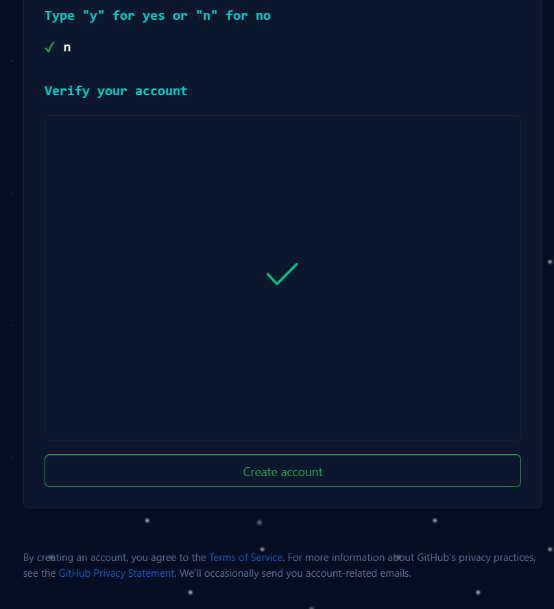 Type "y" for yes or "n" for no
n
Verify your account
Create account
By creating an account, you agree to the Terms of Service. For more information about GitHub's privacy practices,
see the GitHub Privacy Statement. We'll occasionally send you account-related emails.